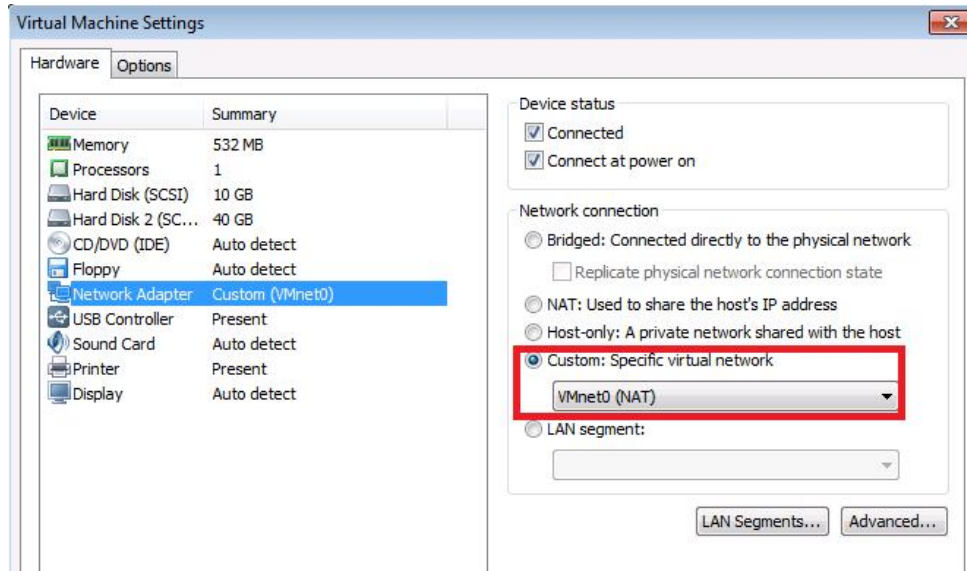 Virtual Machine Settings
Hardware
Options
Device Summary
Memory 532 MB
Processors 1
Hard Disk (SCSI) 10 GB
Hard Disk 2 (SC... 40 GB
CD/DVD (IDE) Auto detect
Floppy Auto detect
Network Adapter Custom (VMnet0)
USB Controller Present
Sound Card Auto detect
Printer Present
Display Auto detect
Device status
Connected
Connect at power on
Network connection
Bridged: Connected directly to the physical network
Replicate physical network connection state
NAT: Used to share the host's IP address
Host-only: A private network shared with the host
Custom: Specific virtual network
VMnet0 (NAT)
LAN segment:
LAN Segments... Advanced...